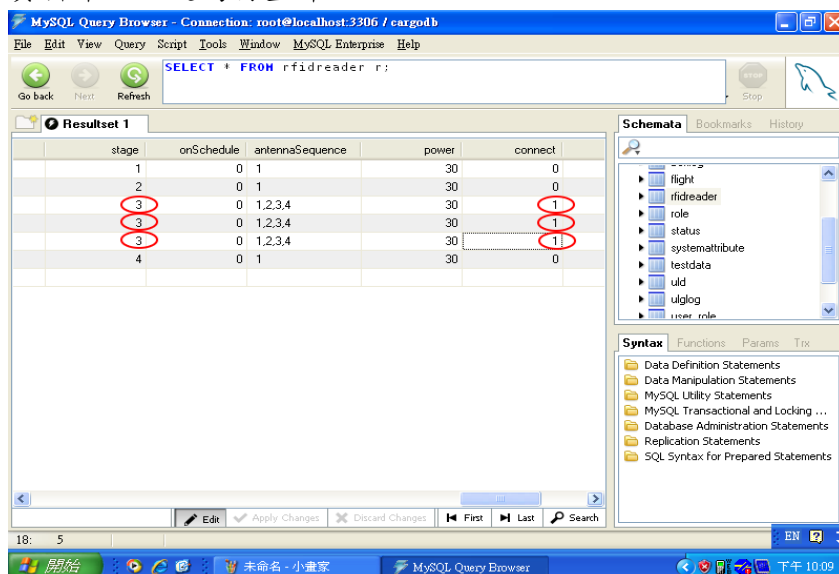 MySQL Query Browser - Connection: root@localhost:3306 / cargodb
File Edit View Query Script Tools Window MySQL Enterprise Help
SELECT * FROM rfidreader r;
Go back Next Refresh Stop
Resultset 1
stage onSchedule antennaSequence power connect
1 0 1 30 0
2 0 1 30 0
3 0 1,2,3,4 30 1
3 0 1,2,3,4 30 1
3 0 1,2,3,4 30 1
4 0 1 30 0
Schemata Bookmarks History
flight
rfidreader
role
status
systemattribute
testdata
uld
ulglog
user_role
Syntax Functions Params Trx
Data Definition Statements
Data Manipulation Statements
MySQL Utility Statements
MySQL Transactional and Locking ...
Database Administration Statements
Replication Statements
SQL Syntax for Prepared Statements
Edit Apply Changes Discard Changes First Last Search
18: 5
EN
開始 未命名 - 小畫家 MySQL Query Browser 下午 10:09